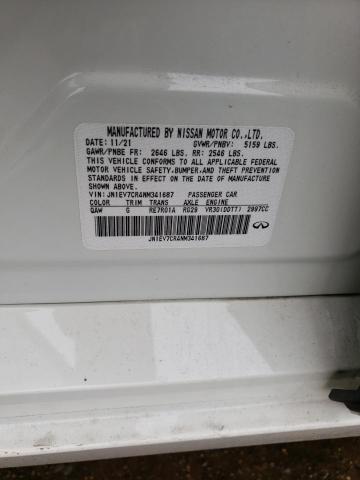 MANUFACTURED BY NISSAN MOTOR CO.,LTD.
DATE: 11/21 GVWR/PNBV: 5159 LBS.
GAWR/PNBE FR: 2646 LBS. RR: 2546 LBS.
THIS VEHICLE CONFORMS TO ALL APPLICABLE FEDERAL
MOTOR VEHICLE SAFETY,BUMPER,AND THEFT PREVENTION
STANDARDS IN EFFECT ON THE DATE OF MANUFACTURE
SHOWN ABOVE.
VIN: JN1EV7CR4NM341687 PASSENGER CAR
COLOR TRIM TRANS AXLE ENGINE
QAW G RE7R01A RG29 VR30(DDTT) 2997CC
JN1EV7CR4NM341687